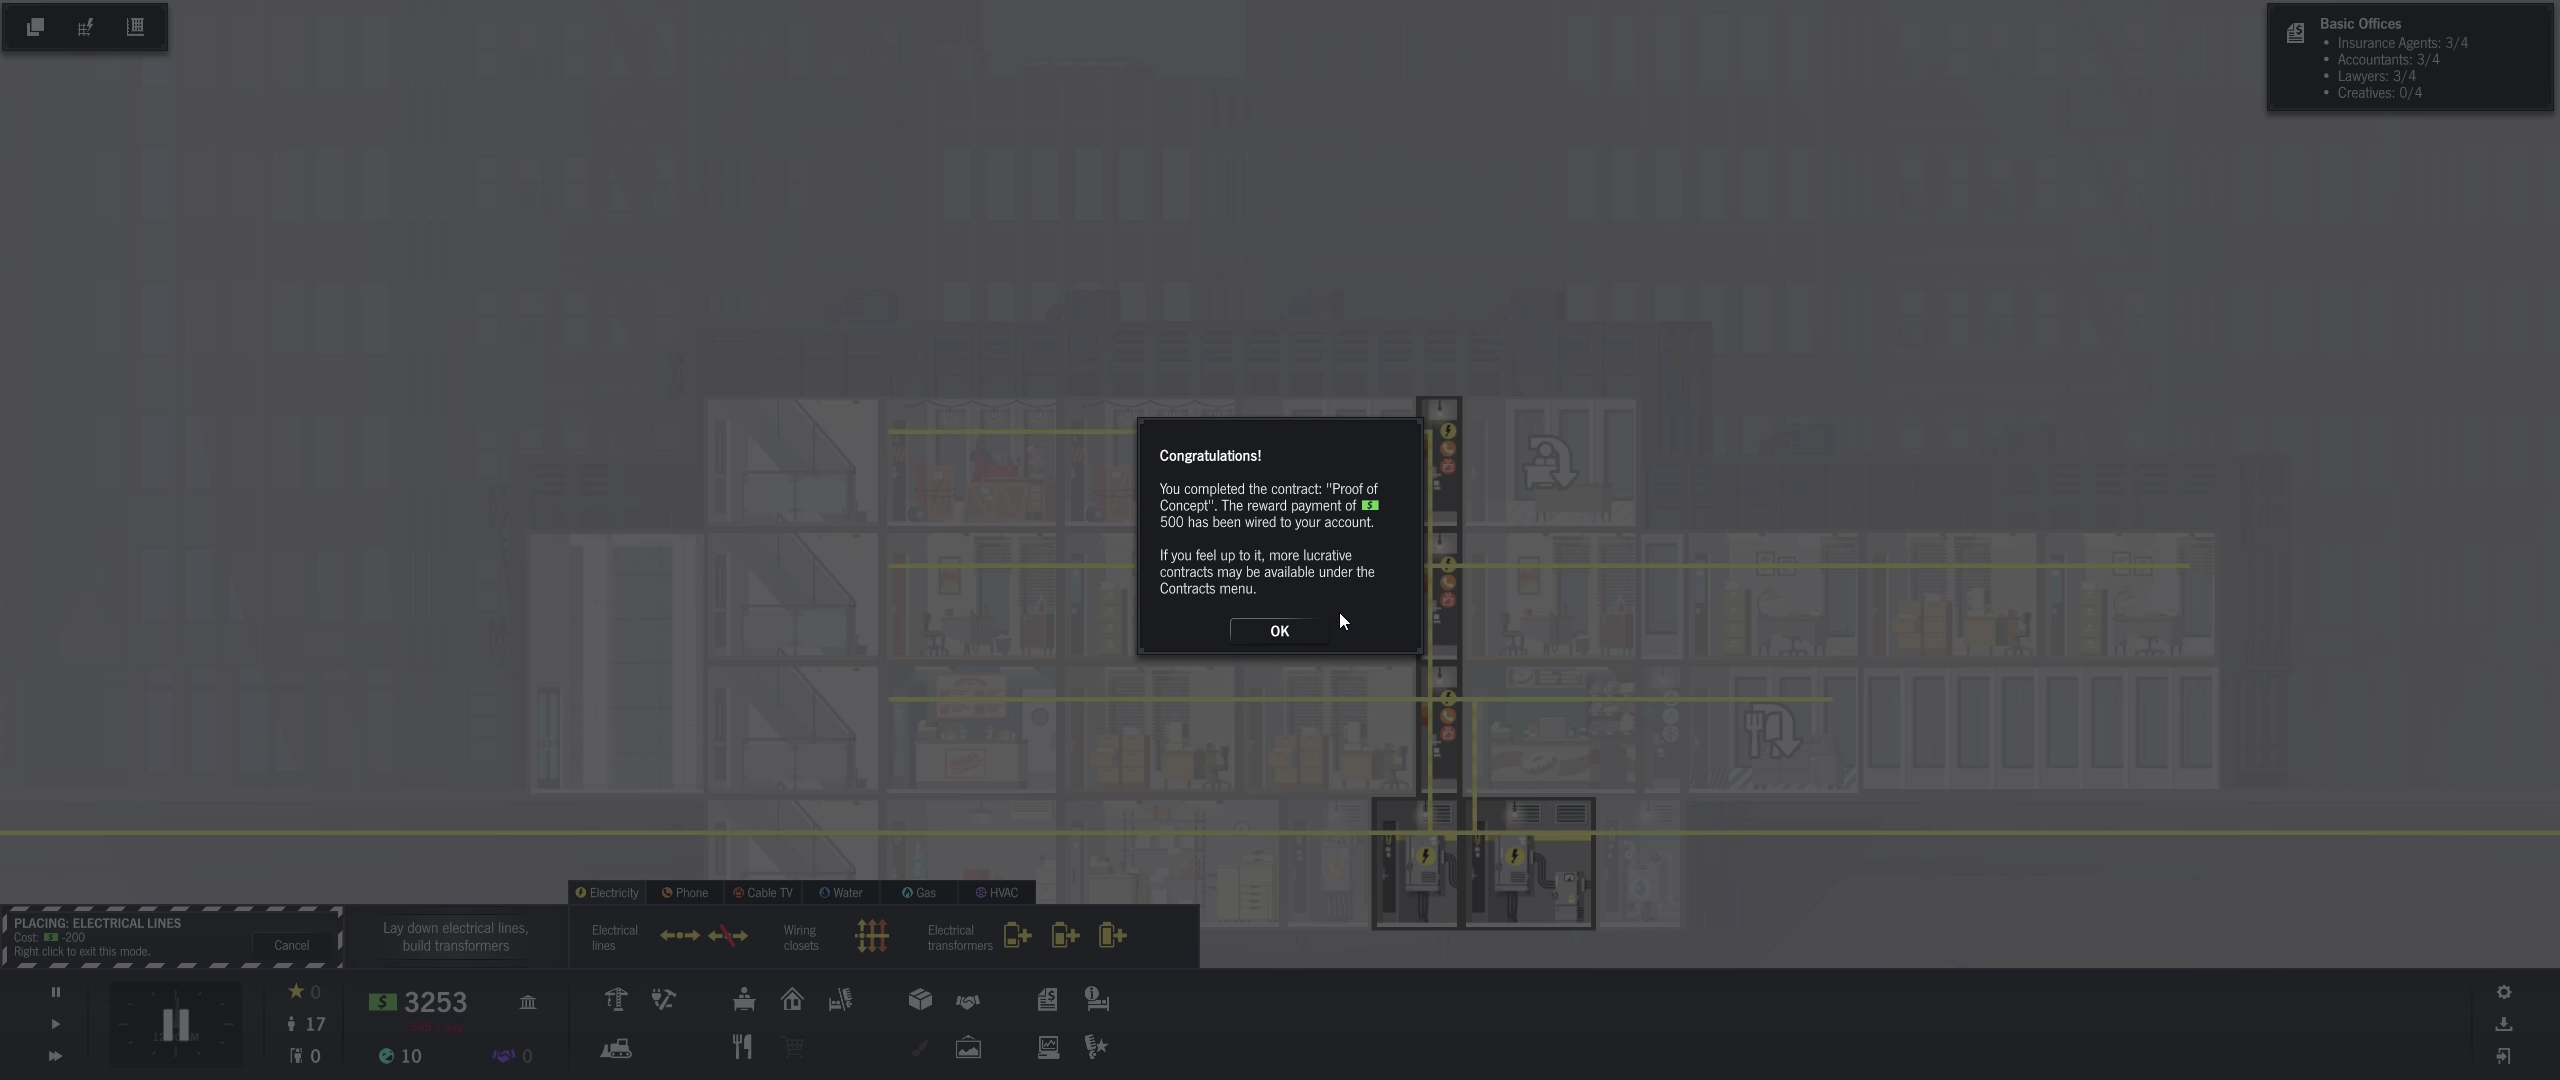 Basic Offices
• Insurance Agents: 3/4
• Accountants: 3/4
• Lawyers: 3/4
• Creatives: 0/4
Congratulations!
You completed the contract: "Proof of
Concept". The reward payment of
500 has been wired to your account.
If you feel up to it, more lucrative
contracts may be available under the
Contracts menu.
OK
Electricity
Phone
Cable TV
Water
Gas
HVAC
PLACING: ELECTRICAL LINES
Cost: -200
Right click to exit this mode.
Cancel
Lay down electrical lines,
build transformers
Electrical
lines
Wiring
closets
Electrical
transformers
0
17
0
3253
10
0